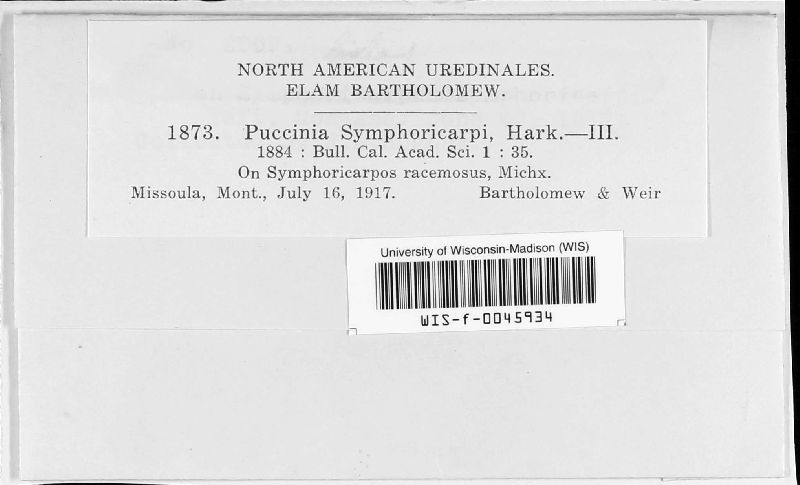 NORTH AMERICAN UREDINALES.
ELAM BARTHOLOMEW.
1873. Puccinia Symphoricarpi, Hark.—III.
1884 : Bull. Cal. Acad. Sci. 1 : 35.
On Symphoricarpos racemosus, Michx.
Missoula, Mont., July 16, 1917. Bartholomew & Weir
University of Wisconsin-Madison (WIS)
WIS-f-0045934